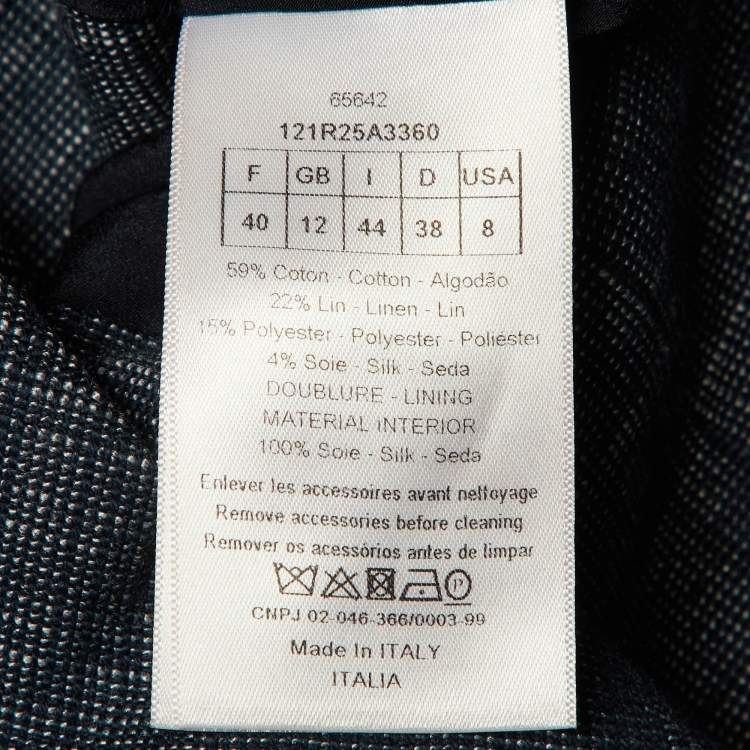 65642
121R25A3360
F GB I D USA
40 12 44 38 8
59% Coton - Cotton - Algodão
22% Lin - Linen - Lin
15% Polyester - Polyester - Poliéster
4% Soie - Silk - Seda
DOUBLURE - LINING
MATERIAL INTERIOR
100% Soie - Silk - Seda
Enlever les accessoires avant nettoyage
Remove accessories before cleaning
Remover os acessórios antes de limpar
P
CNPJ 02-046-366/0003-99
Made In ITALY
ITALIA